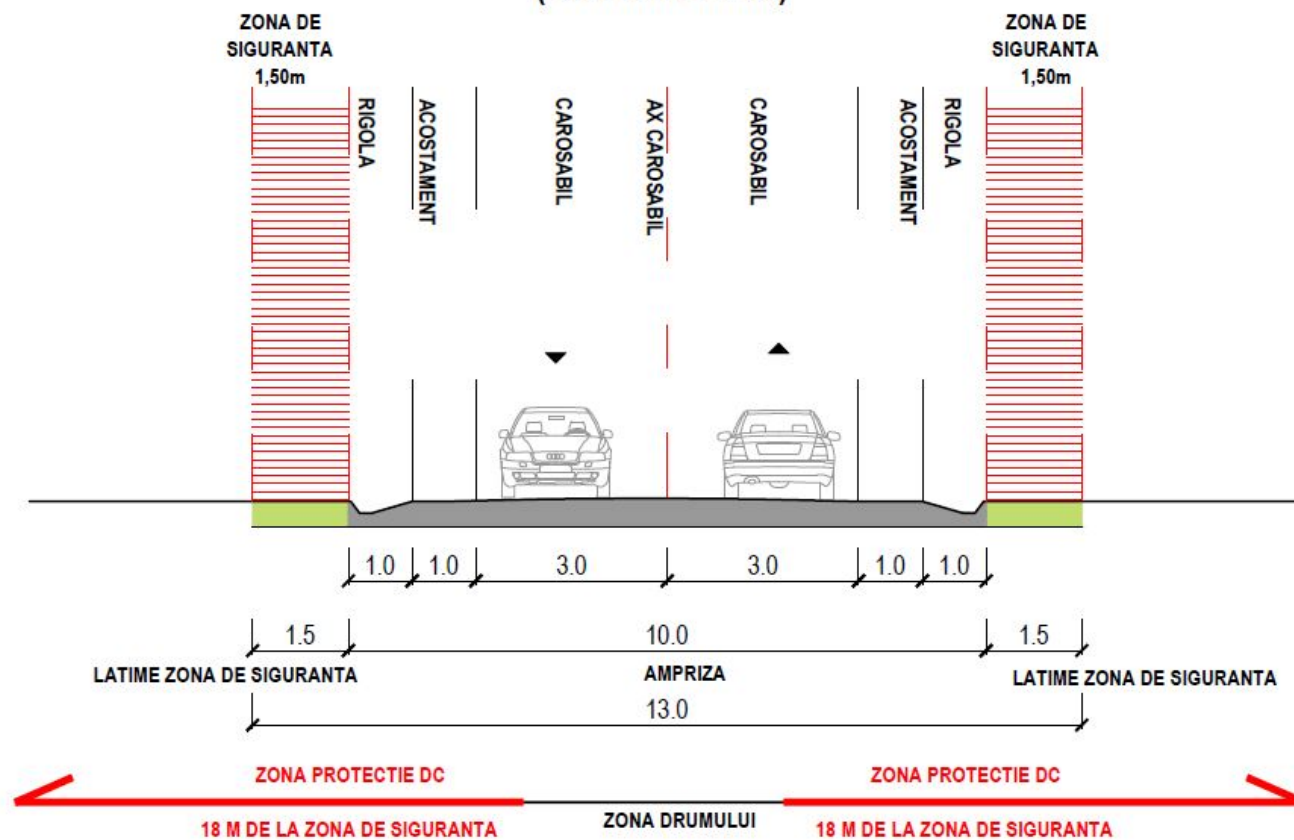 ZONA DE
SIGURANTA
1,50m
ZONA DE
SIGURANTA
1,50m
RIGOLA
ACOSTAMENT
CAROSABIL
AX CAROSABIL
CAROSABIL
ACOSTAMENT
RIGOLA
1.0 1.0 3.0 3.0 1.0 1.0
1.5 10.0 1.5
LATIME ZONA DE SIGURANTA AMPRIZA LATIME ZONA DE SIGURANTA
13.0
ZONA PROTECTIE DC ZONA PROTECTIE DC
18 M DE LA ZONA DE SIGURANTA ZONA DRUMULUI 18 M DE LA ZONA DE SIGURANTA